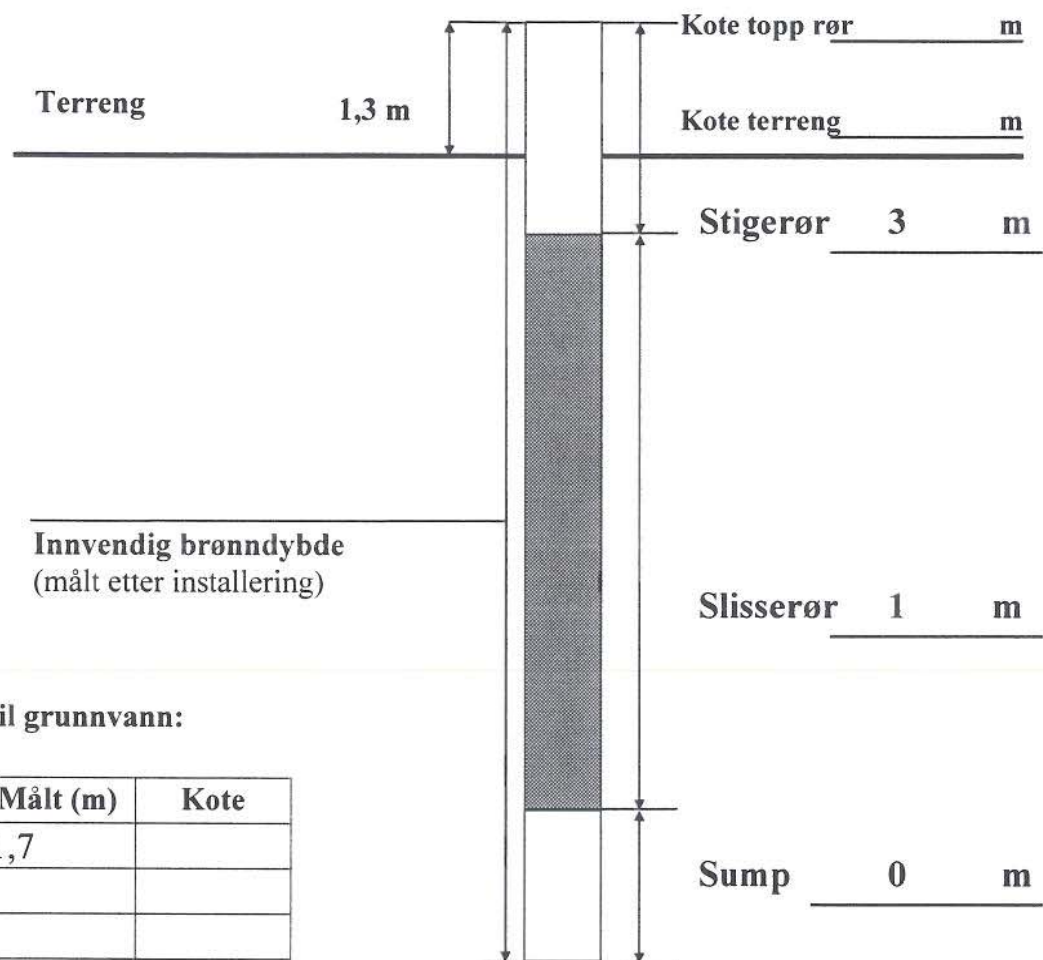 Kote topp rør m
Terreng 1,3 m
Kote terreng m
Stigerør 3 m
Innvendig brønndybde
(målt etter installering)
Slisserør 1 m
il grunnvann:
Målt (m) Kote
,7
Sump 0 m